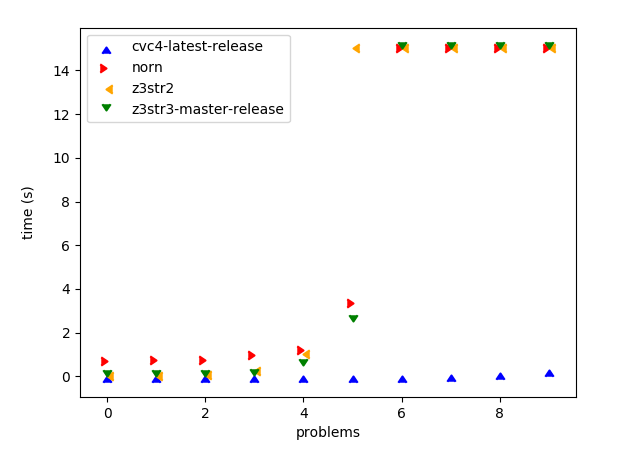 cvc4-latest-release
norn
z3str2
z3str3-master-release
14
12
10
8
6
4
2
0
time (s)
0 2 4 6 8
problems